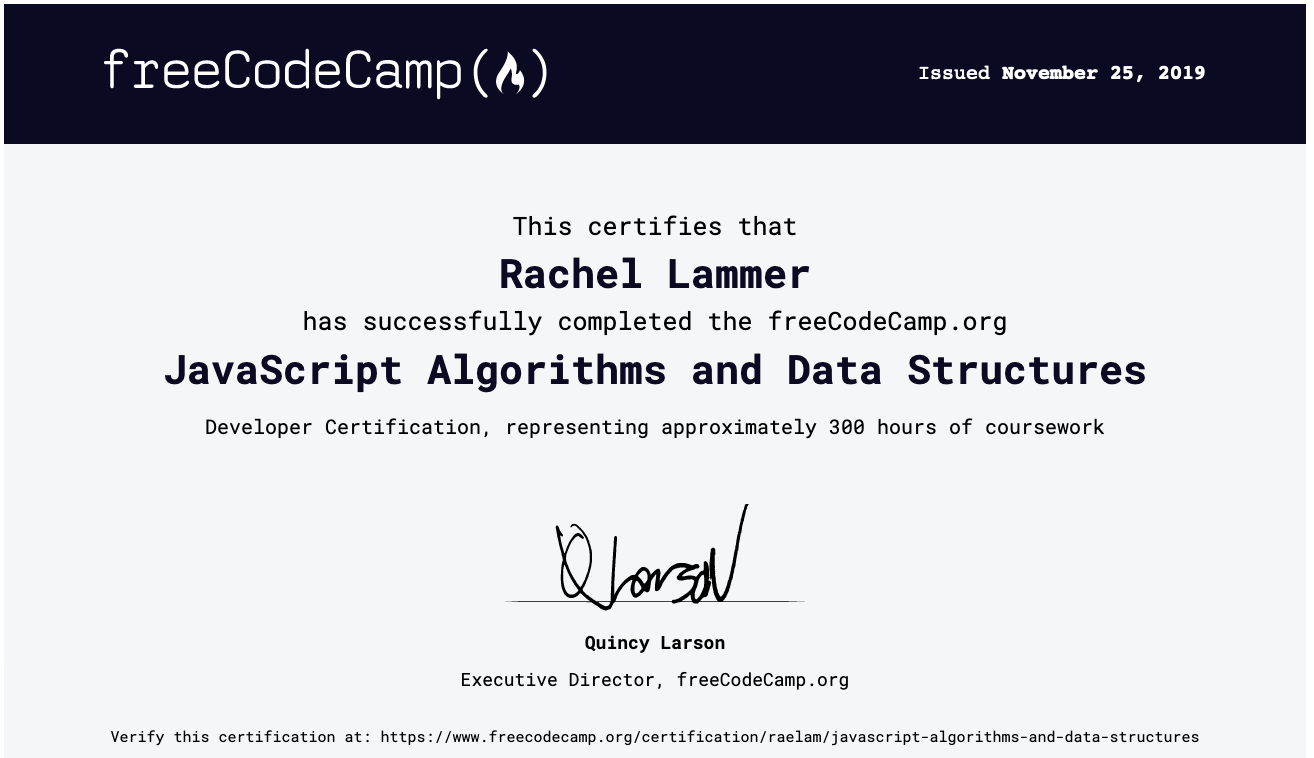 freeCodeCamp(🔥)
Issued November 25, 2019
This certifies that
Rachel Lammer
has successfully completed the freeCodeCamp.org
JavaScript Algorithms and Data Structures
Developer Certification, representing approximately 300 hours of coursework
Q Larson
Quincy Larson
Executive Director, freeCodeCamp.org
Verify this certification at: https://www.freecodecamp.org/certification/raelam/javascript-algorithms-and-data-structures